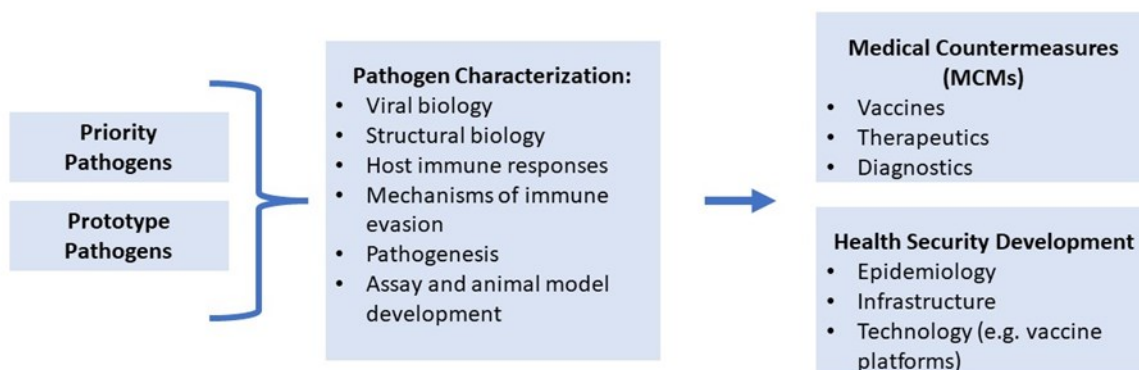 Priority
Pathogens
Prototype
Pathogens
Pathogen Characterization:
• Viral biology
• Structural biology
• Host immune responses
• Mechanisms of immune
evasion
• Pathogenesis
• Assay and animal model
development
Medical Countermeasures
(MCMs)
• Vaccines
• Therapeutics
• Diagnostics
Health Security Development
• Epidemiology
• Infrastructure
• Technology (e.g. vaccine
platforms)